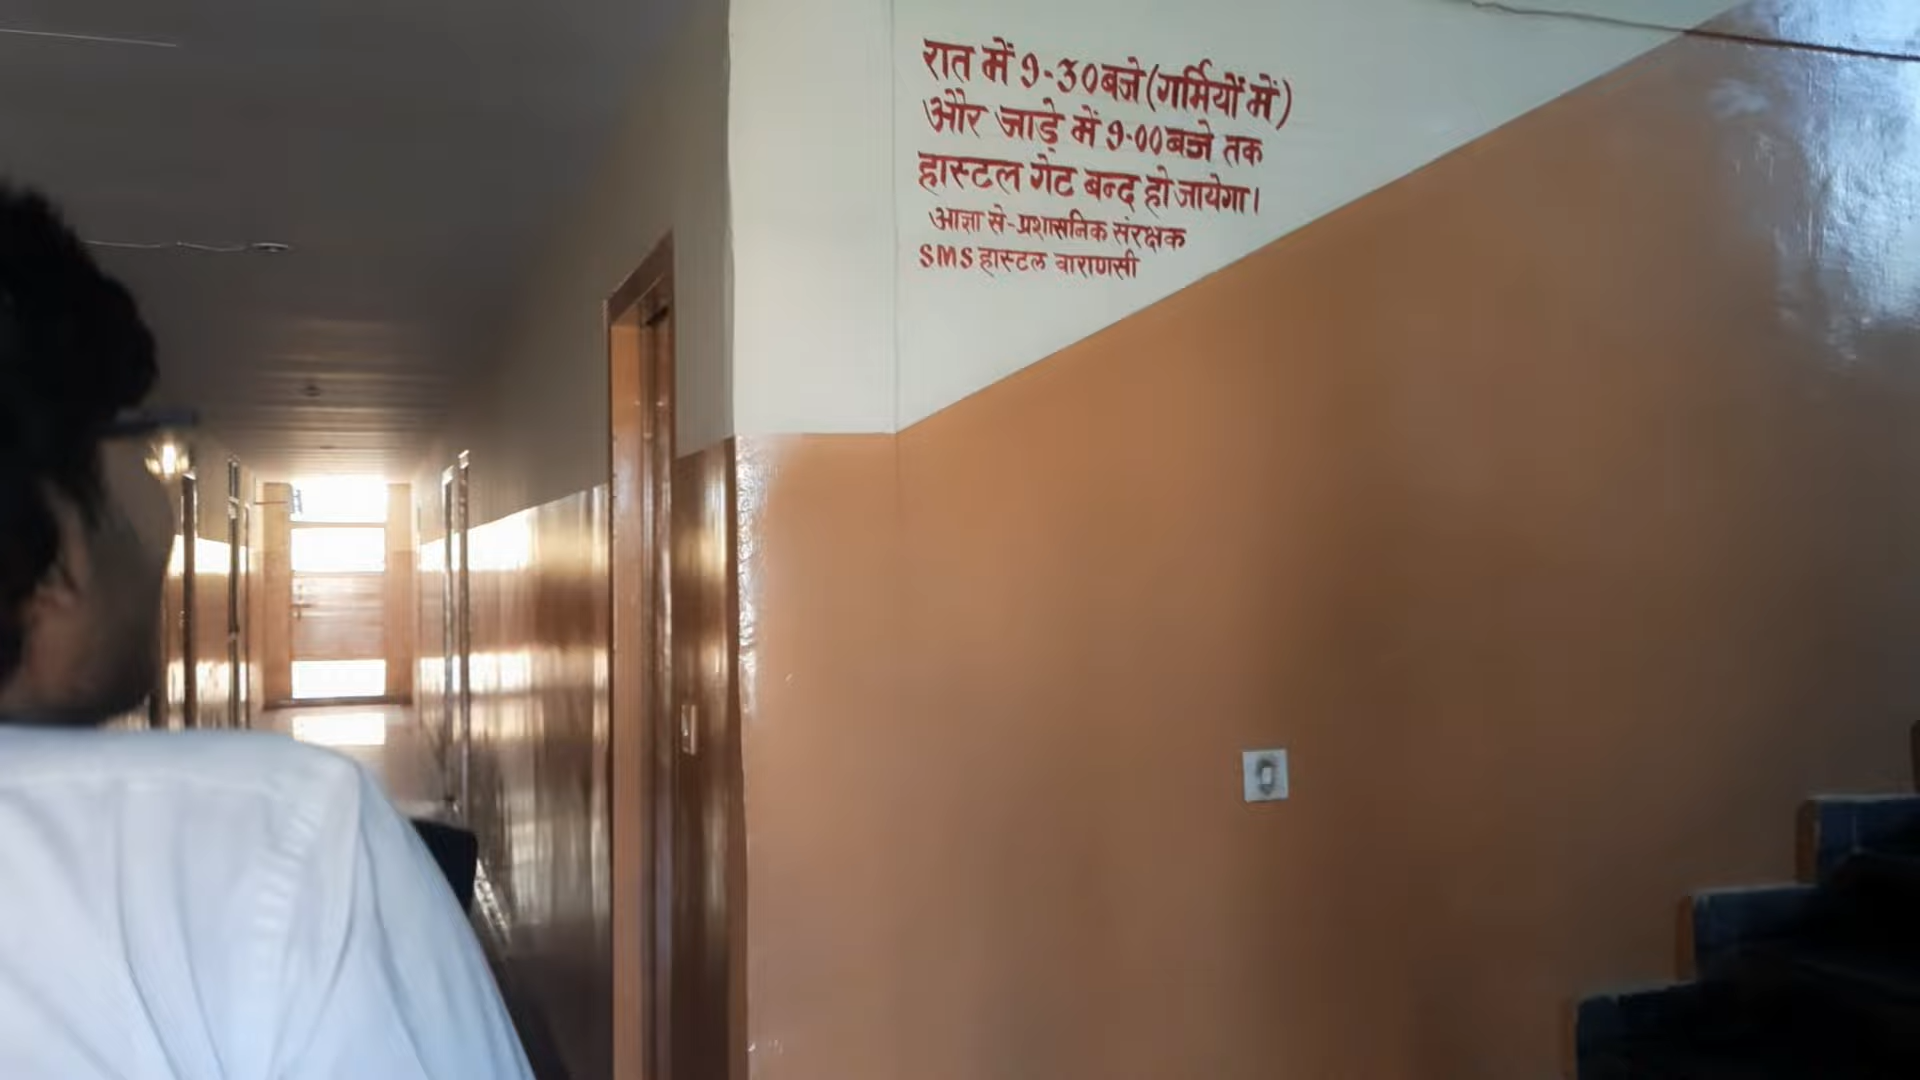 रात में 9-30बजे(गर्मियों में)
और जाड़े में 9-00बजे तक
हास्टल गेट बन्द हो जायेगा।
आज्ञा से-प्रशासनिक संरक्षक
SMS हास्टल वाराणसी